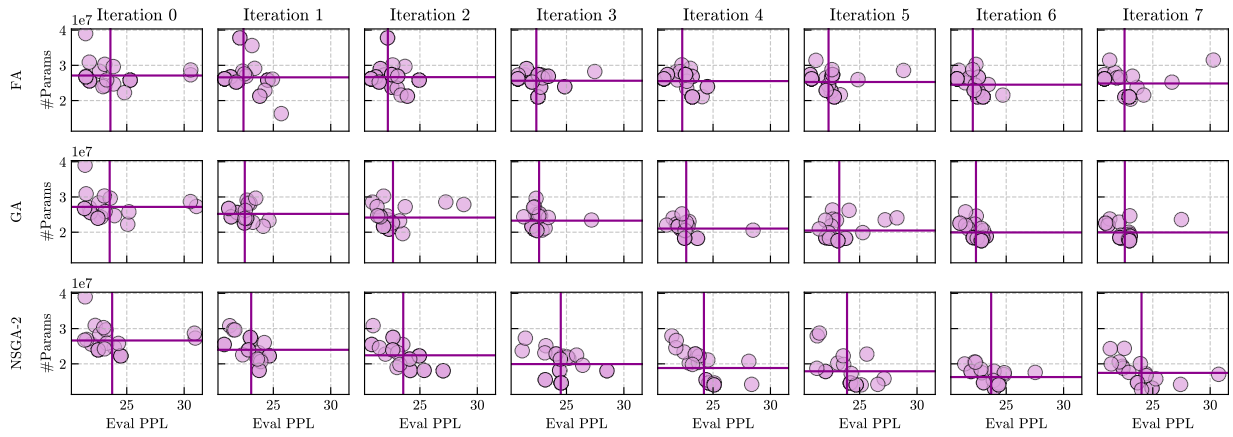 Iteration 0 Iteration 1 Iteration 2 Iteration 3 Iteration 4 Iteration 5 Iteration 6 Iteration 7
1e7
4
3
2
FA
#Params
25 30 25 30 25 30 25 30 25 30 25 30 25 30 25 30
1e7
4
3
2
GA
#Params
1e7
4
3
2
NSGA-2
#Params
Eval PPL Eval PPL Eval PPL Eval PPL Eval PPL Eval PPL Eval PPL Eval PPL